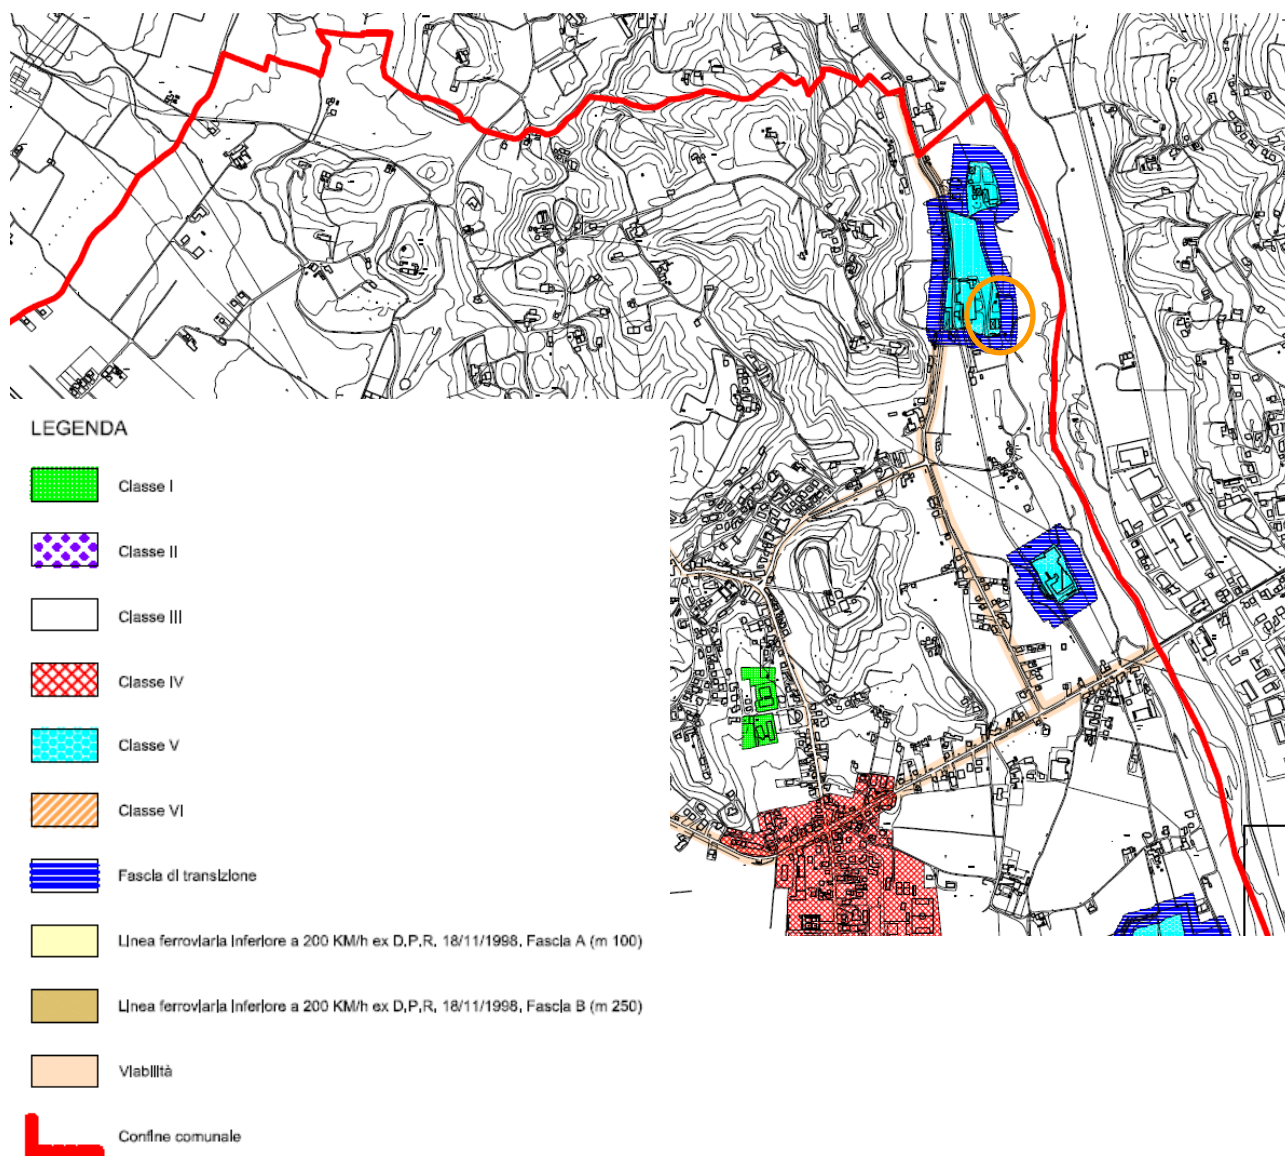 LEGENDA
Classe I
Classe II
Classe III
Classe IV
Classe V
Classe VI
Fascia di transizione
Linea ferroviaria inferiore a 200 KM/h ex D.P.R. 18/11/1998, Fascia A (m 100)
Linea ferroviaria inferiore a 200 KM/h ex D.P.R. 18/11/1998, Fascia B (m 250)
Viabilità
Confine comunale